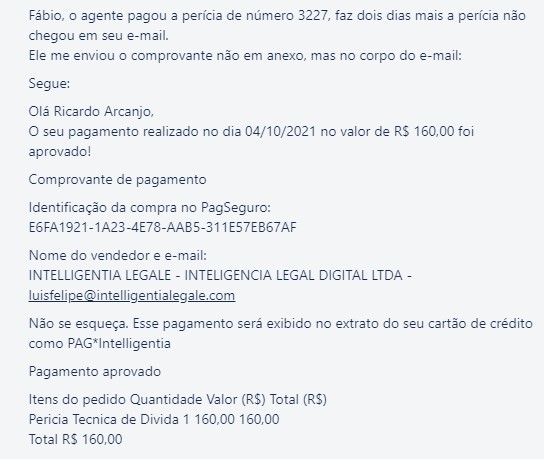 Fábio, o agente pagou a perícia de número 3227, faz dois dias mais a perícia não
chegou em seu e-mail.
Ele me enviou o comprovante não em anexo, mas no corpo do e-mail:
Segue:
Olá Ricardo Arcanjo,
O seu pagamento realizado no dia 04/10/2021 no valor de R$ 160,00 foi
aprovado!
Comprovante de pagamento
Identificação da compra no PagSeguro:
E6FA1921-1A23-4E78-AAB5-311E57EB67AF
Nome do vendedor e e-mail:
INTELLIGENTIA LEGALE - INTELIGENCIA LEGAL DIGITAL LTDA -
luisfelipe@intelligentialegale.com
Não se esqueça. Esse pagamento será exibido no extrato do seu cartão de crédito
como PAG*Intelligentia
Pagamento aprovado
Itens do pedido Quantidade Valor (R$) Total (R$)
Pericia Tecnica de Divida 1 160,00 160,00
Total R$ 160,00